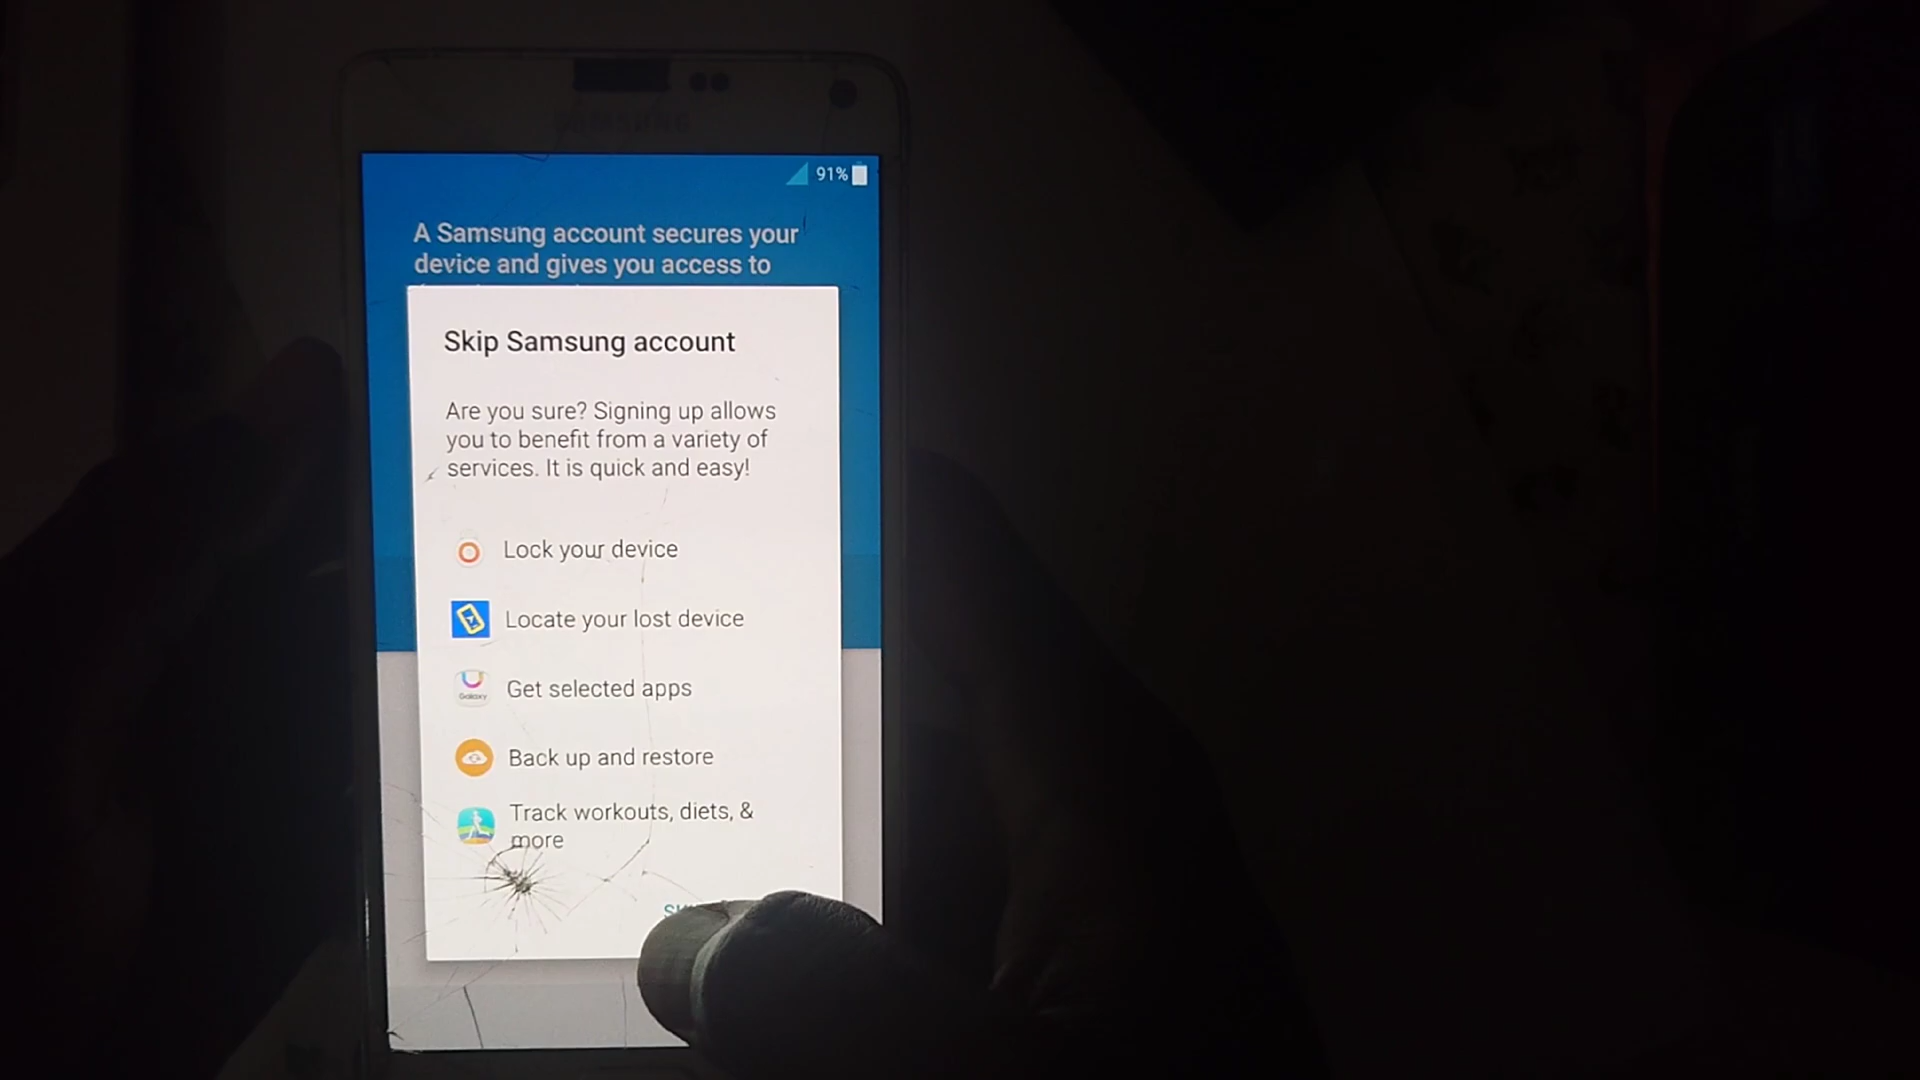 SAMSUNG
91%
A Samsung account secures your
device and gives you access to
Skip Samsung account
Are you sure? Signing up allows
you to benefit from a variety of
services. It is quick and easy!
Lock your device
Locate your lost device
Galaxy
Get selected apps
Back up and restore
Track workouts, diets, &
more